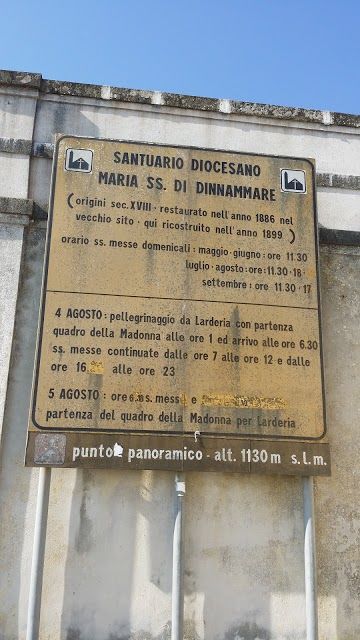 SANTUARIO DIOCESANO
MARIA SS. DI DINNAMMARE
(origini sec. XVIII · restaurato nell'anno 1886 nel
vecchio sito · qui ricostruito nell'anno 1899)
orario ss. messe domenicali : maggio · giugno : ore 11.30
luglio · agosto : ore : 11.30 · 18
settembre : ore 11.30 · 17
4 AGOSTO : pellegrinaggio da Larderia con partenza
quadro della Madonna alle ore 1 ed arrivo alle ore 6.30
ss. messe continuate dalle ore 7 alle ore 12 e dalle
ore 16 alle ore 23
5 AGOSTO : ore ss. messe e
partenza del quadro della Madonna per Larderia
punto panoramico - alt. 1130 m s.l.m.